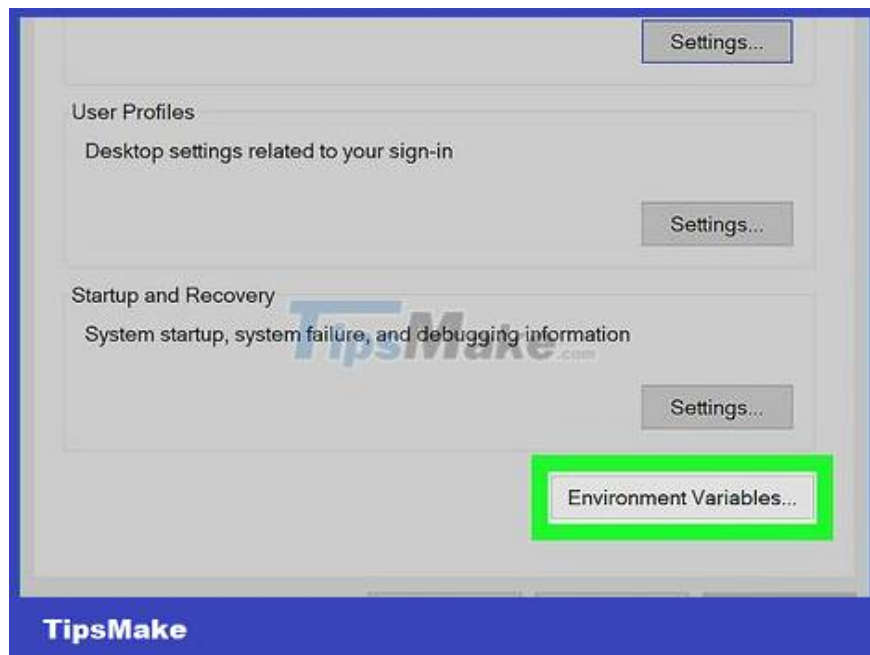 Settings...
User Profiles
Desktop settings related to your sign-in
Settings...
Startup and Recovery
System startup, system failure, and debugging information
TipsMake.com
Settings...
Environment Variables...
TipsMake